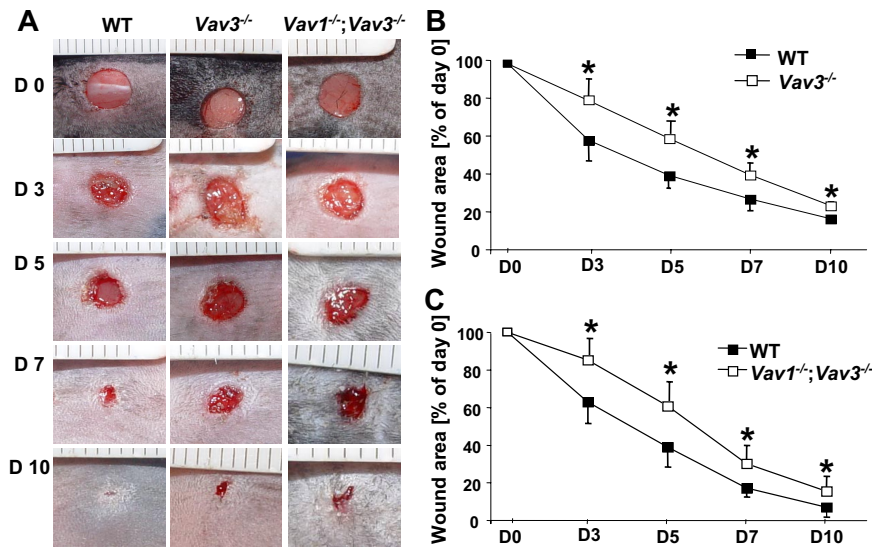 A
WT
Vav3-/-
Vav1-/-;Vav3-/-
D 0
D 3
D 5
D 7
D 10
B
Wound area [% of day 0]
100
80
60
40
20
0
WT
Vav3-/-
*
*
*
*
D0
D3
D5
D7
D10
C
Wound area [% of day 0]
100
80
60
40
20
0
WT
Vav1-/-;Vav3-/-
*
*
*
*
D0
D3
D5
D7
D10